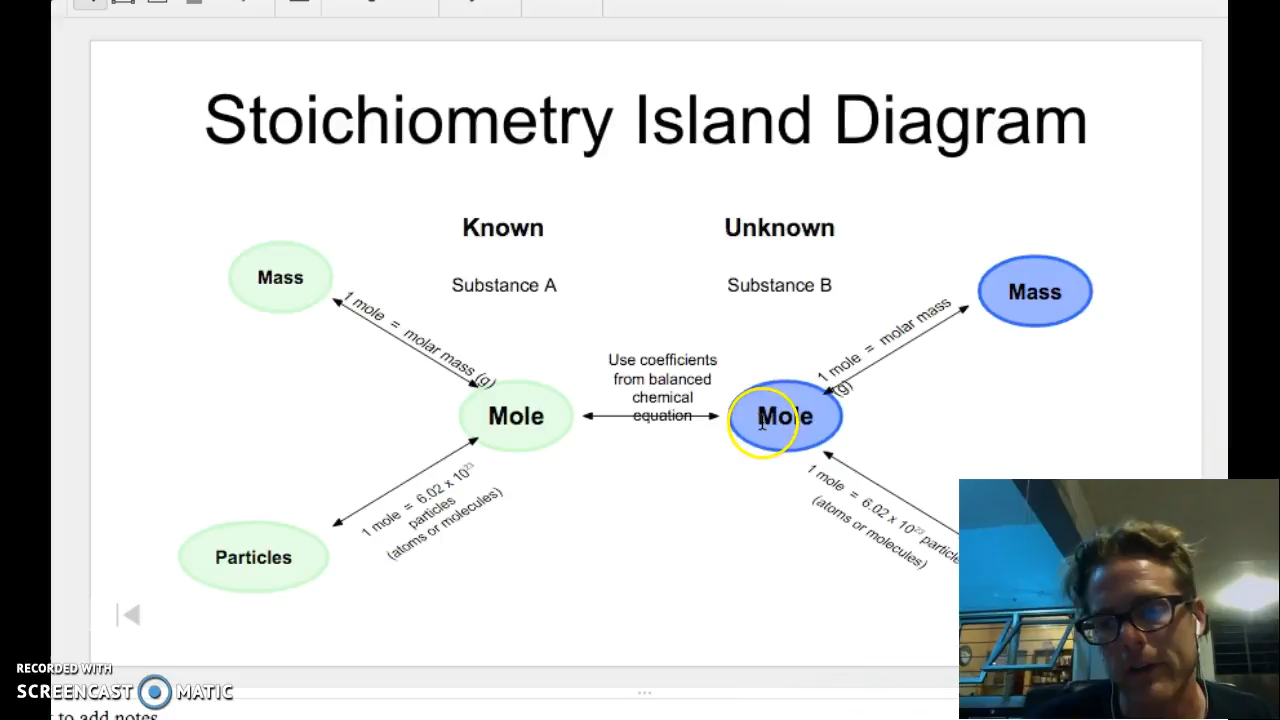 Stoichiometry Island Diagram
Known
Unknown
Substance A
Substance B
Mass
Mass
1 mole = molar mass (g)
1 mole = molar mass
(g)
Use coefficients
from balanced
chemical
equation
Mole
Mole
1 mole = 6.02 x 10²³
particles
(atoms or molecules)
1 mole = 6.02 x 10²³
(atoms or molecules)
Particles
RECORDED WITH
SCREENCAST MATIC
to add notes